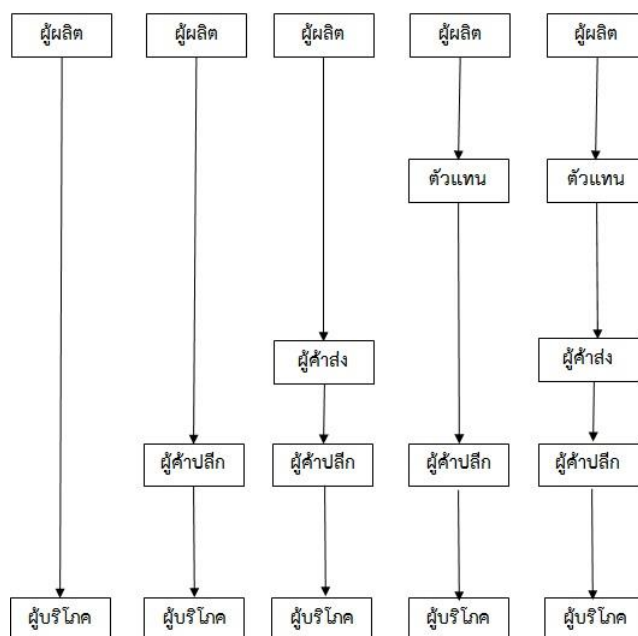 ผู้ผลิต ผู้ผลิต ผู้ผลิต ผู้ผลิต ผู้ผลิต
ตัวแทน ตัวแทน
ผู้ค้าส่ง ผู้ค้าส่ง
ผู้ค้าปลีก ผู้ค้าปลีก ผู้ค้าปลีก ผู้ค้าปลีก
ผู้บริโภค ผู้บริโภค ผู้บริโภค ผู้บริโภค ผู้บริโภค